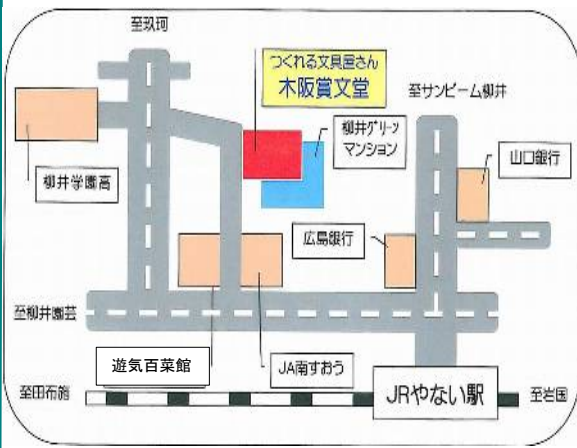 至玖珂
つくれる文具屋さん
木阪賞文堂
至サンビーム柳井
柳井グリーン
マンション
山口銀行
柳井学園高
広島銀行
至柳井園芸
遊気百菜館
JA南すおう
至田布施
JRやない駅
至岩国